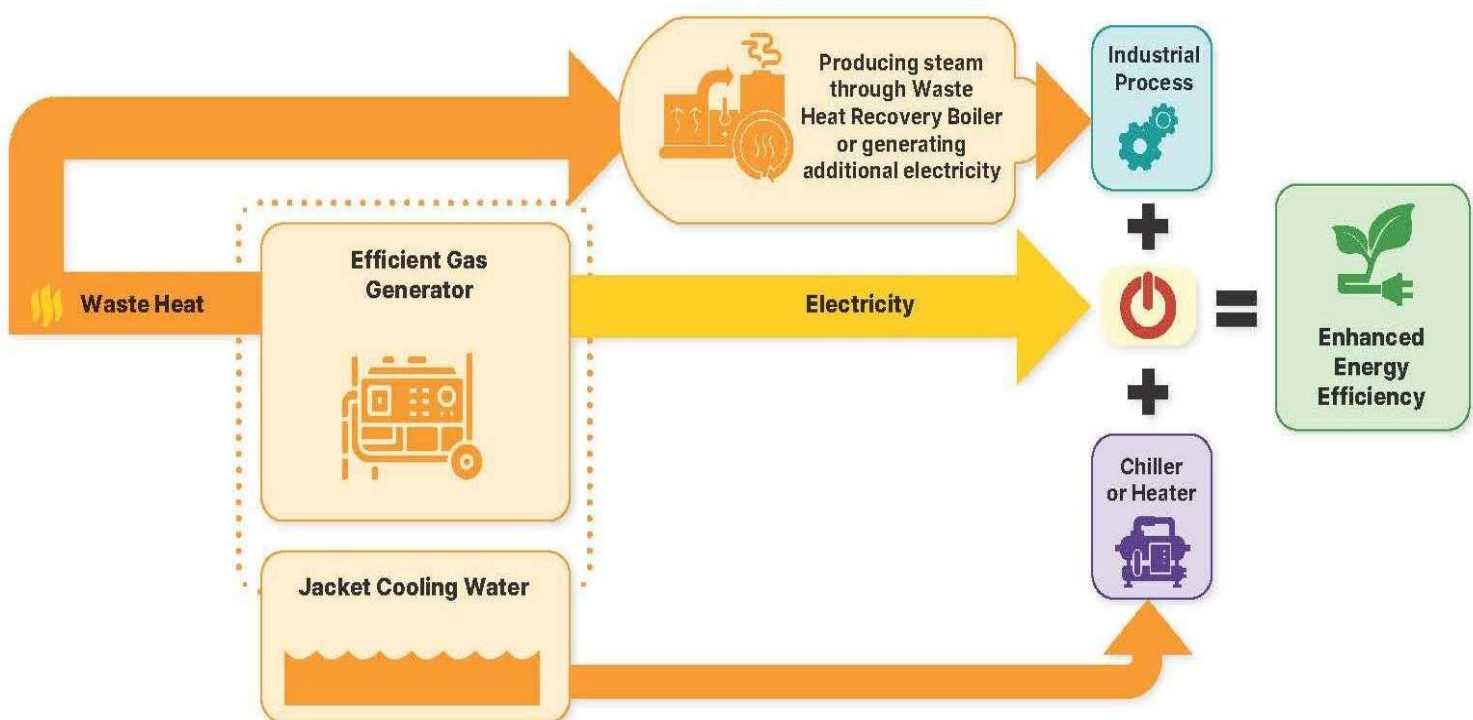 Producing steam
through Waste
Heat Recovery Boiler
or generating
additional electricity
Industrial
Process
Efficient Gas
Generator
Waste Heat
Electricity
Enhanced
Energy
Efficiency
Chiller
or Heater
Jacket Cooling Water